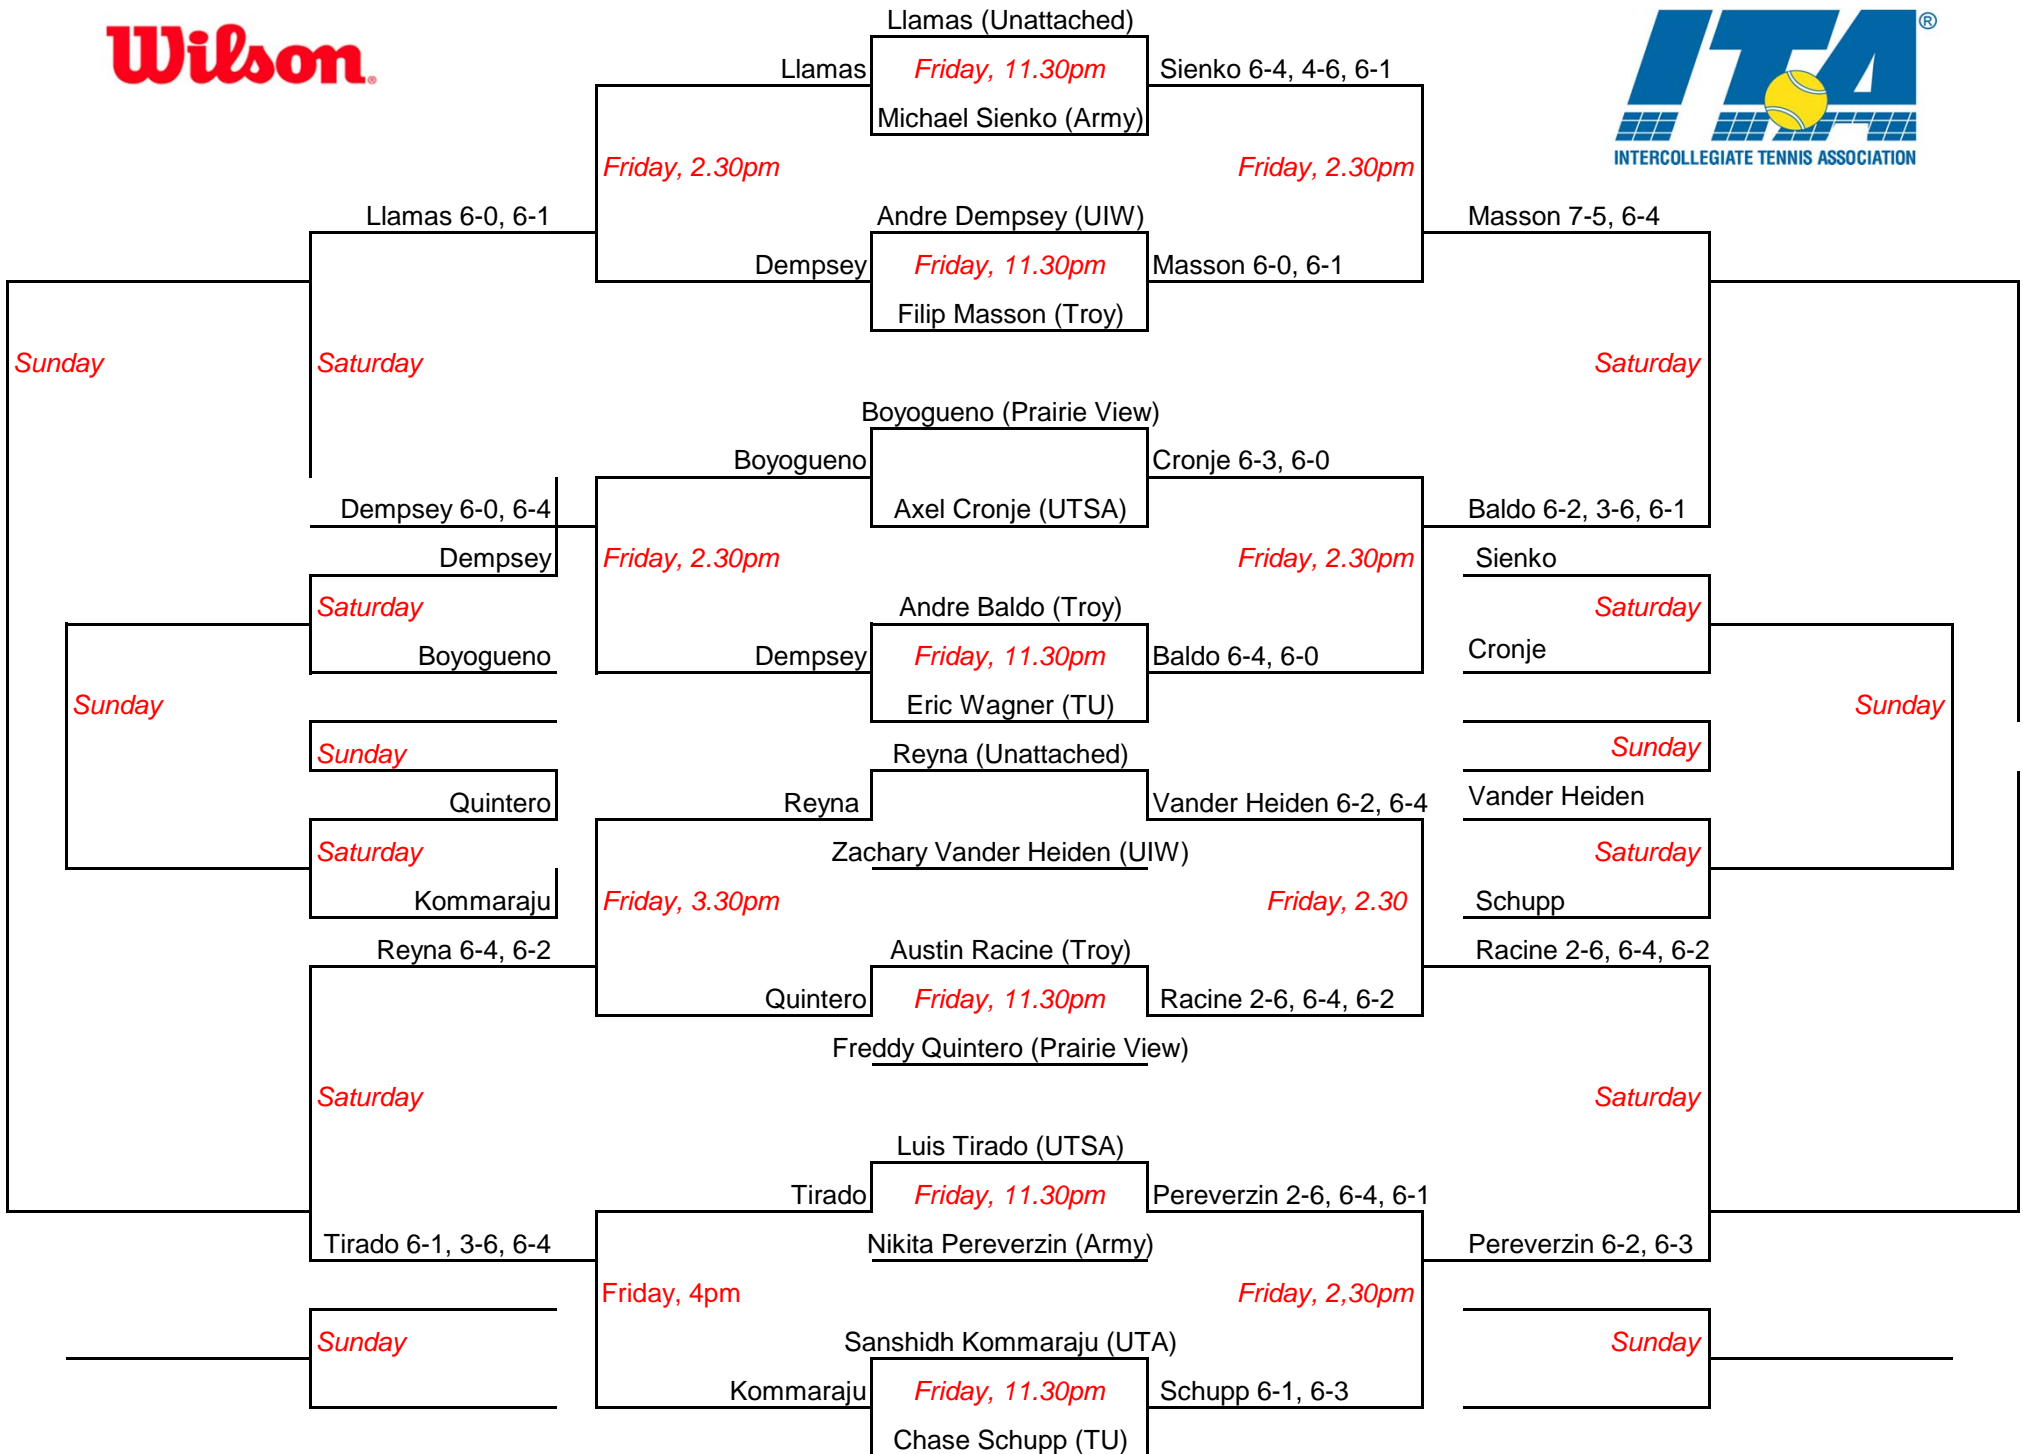 Llamas (Unattached)
Wilson
®
ITA
Llamas
Friday, 11.30pm
Sienko 6-4, 4-6, 6-1
Michael Sienko (Army)
INTERCOLLEGIATE TENNIS ASSOCIATION
Friday, 2.30pm
Friday, 2.30pm
Llamas 6-0, 6-1
Andre Dempsey (UIW)
Masson 7-5, 6-4
Dempsey
Friday, 11.30pm
Masson 6-0, 6-1
Filip Masson (Troy)
Sunday
Saturday
Saturday
Boyogueno (Prairie View)
Boyogueno
Cronje 6-3, 6-0
Dempsey 6-0, 6-4
Axel Cronje (UTSA)
Baldo 6-2, 3-6, 6-1
Dempsey
Friday, 2.30pm
Friday, 2.30pm
Sienko
Saturday
Andre Baldo (Troy)
Saturday
Boyogueno
Dempsey
Friday, 11.30pm
Baldo 6-4, 6-0
Cronje
Sunday
Eric Wagner (TU)
Sunday
Sunday
Reyna (Unattached)
Sunday
Quintero
Reyna
Vander Heiden 6-2, 6-4
Vander Heiden
Saturday
Zachary Vander Heiden (UIW)
Saturday
Kommaraju
Friday, 3.30pm
Friday, 2.30
Schupp
Reyna 6-4, 6-2
Austin Racine (Troy)
Racine 2-6, 6-4, 6-2
Quintero
Friday, 11.30pm
Racine 2-6, 6-4, 6-2
Freddy Quintero (Prairie View)
Saturday
Saturday
Luis Tirado (UTSA)
Tirado
Friday, 11.30pm
Pereverzin 2-6, 6-4, 6-1
Tirado 6-1, 3-6, 6-4
Nikita Pereverzin (Army)
Pereverzin 6-2, 6-3
Friday, 4pm
Friday, 2,30pm
Sunday
Sanshidh Kommaraju (UTA)
Sunday
Kommaraju
Friday, 11.30pm
Schupp 6-1, 6-3
Chase Schupp (TU)